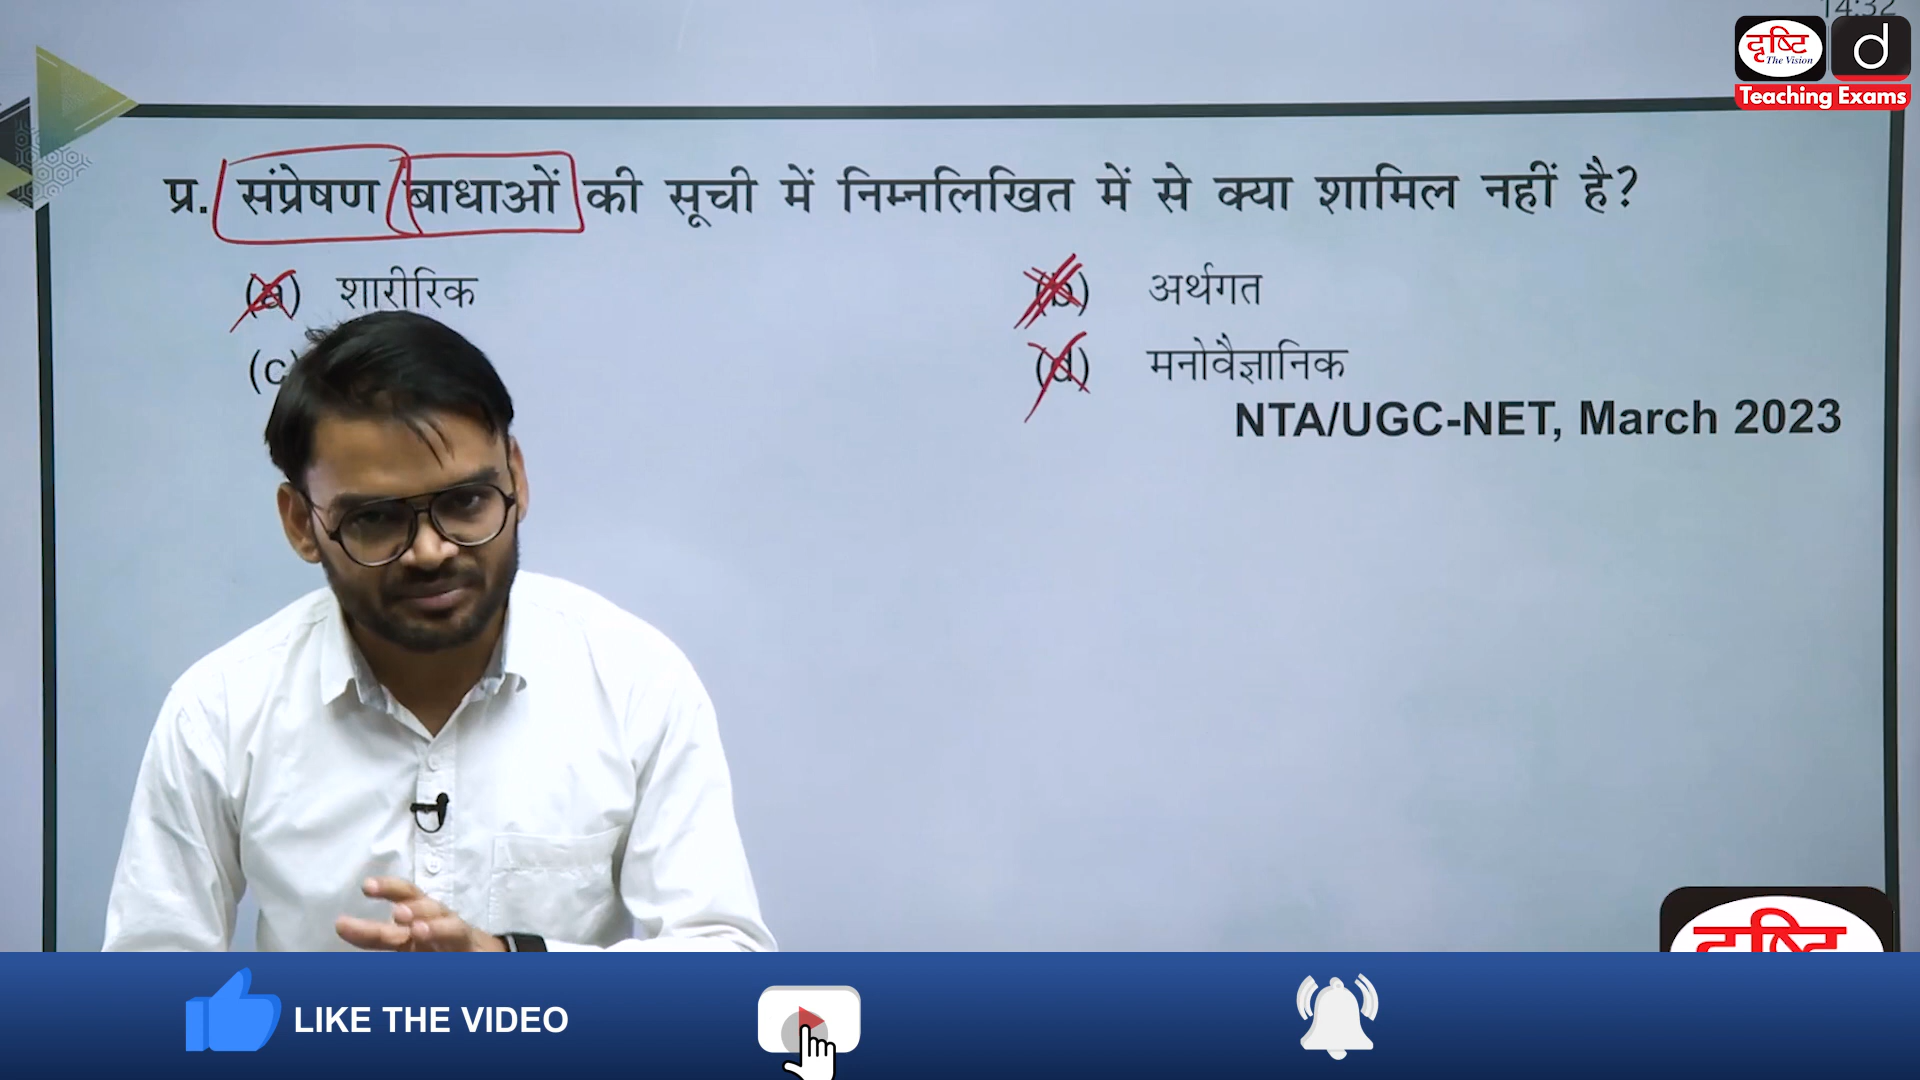 14:32
दृष्टि
The Vision
d
Teaching Exams
प्र. संप्रेषण बाधाओं की सूची में निम्नलिखित में से क्या शामिल नहीं है?
(a) शारीरिक (b) अर्थगत
(c) (d) मनोवैज्ञानिक
NTA/UGC-NET, March 2023
दृष्टि
LIKE THE VIDEO